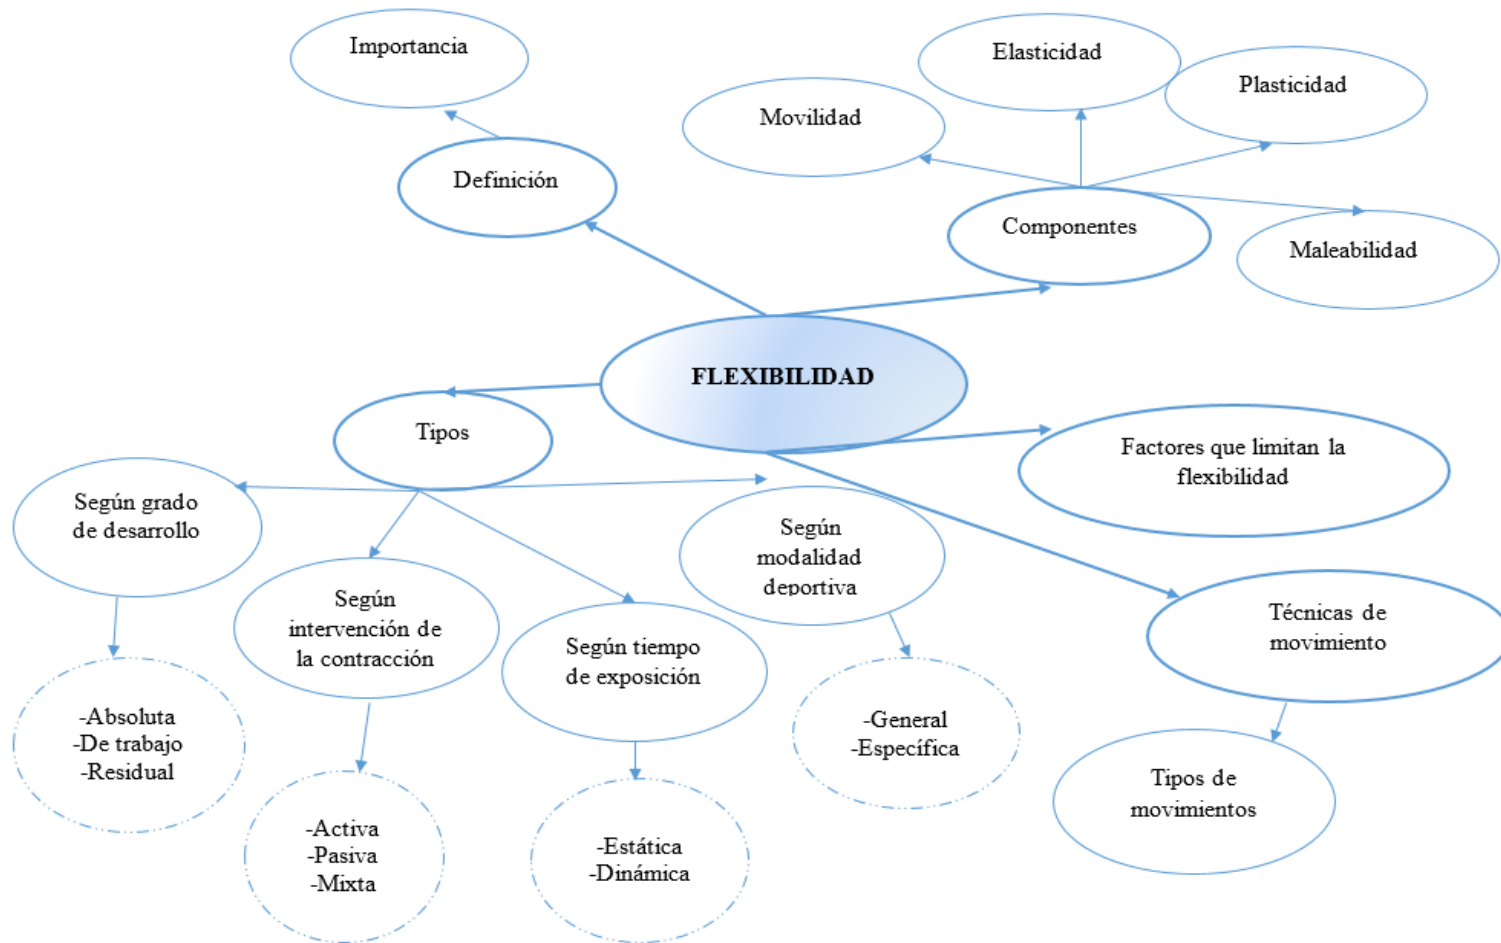 Importancia
Elasticidad
Plasticidad
Movilidad
Definición
Componentes
Maleabilidad
FLEXIBILIDAD
Tipos
Factores que limitan la
flexibilidad
Según grado
de desarrollo
Según
modalidad
deportiva
Según
intervención de
la contracción
Según tiempo
de exposición
Técnicas de
movimiento
-Absoluta
-De trabajo
-Residual
-General
-Específica
Tipos de
movimientos
-Activa
-Pasiva
-Mixta
-Estática
-Dinámica